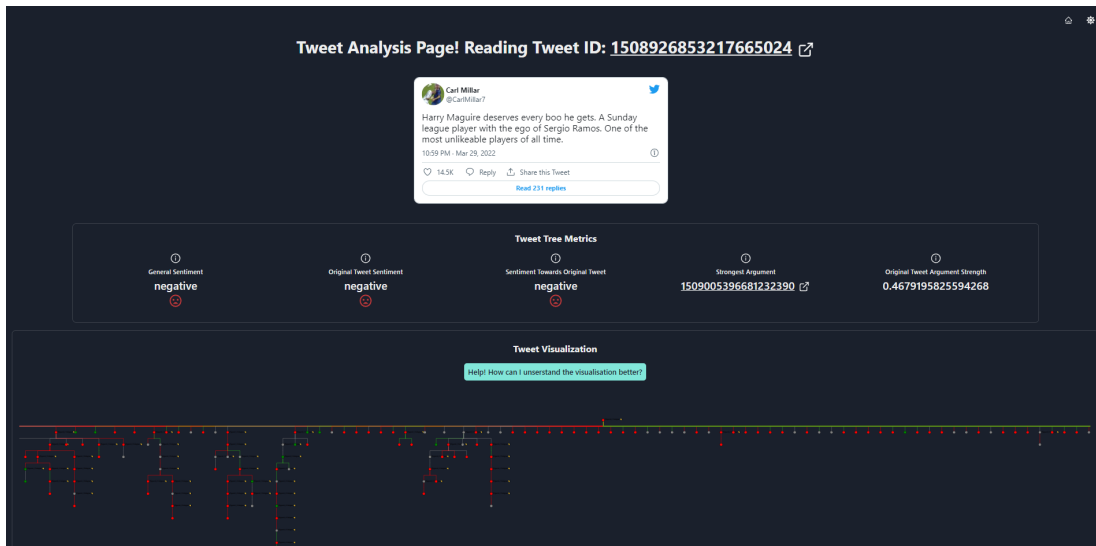 Tweet Analysis Page! Reading Tweet ID: 1508926853217665024
Carl Millar
@CarlMillar7
Harry Maguire deserves every boo he gets. A Sunday
league player with the ego of Sergio Ramos. One of the
most unlikeable players of all time.
10:59 PM · Mar 29, 2022
14.5K Reply Share this Tweet
Read 231 replies
Tweet Tree Metrics
General Sentiment
negative
Original Tweet Sentiment
negative
Sentiment Towards Original Tweet
negative
Strongest Argument
1509005396681232390
Original Tweet Argument Strength
0.4679195825594268
Tweet Visualization
Help! How can I unserstand the visualisation better?